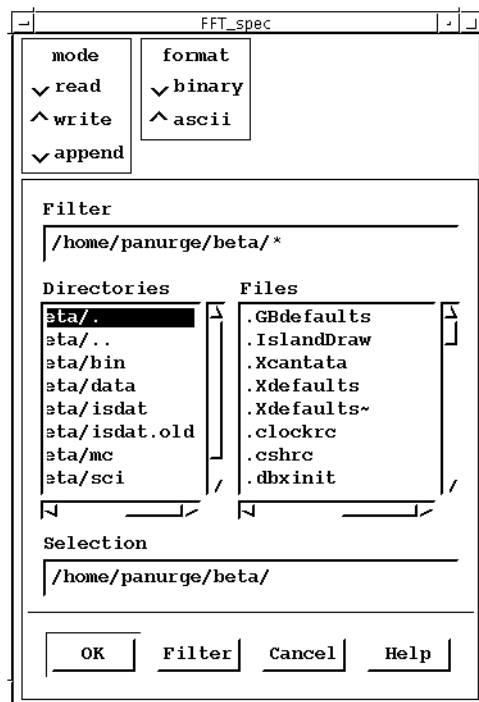 FFT_spec
mode
read
write
append
format
binary
ascii
Filter
/home/panurge/beta/*
Directories
eta/.
eta/..
eta/bin
eta/data
eta/isdat
eta/isdat.old
eta/mc
eta/sci
Files
.GBdefaults
.IslandDraw
.Xcantata
.Xdefaults
.Xdefaults~
.clockrc
.cshrc
.dbxinit
Selection
/home/panurge/beta/
OK Filter Cancel Help